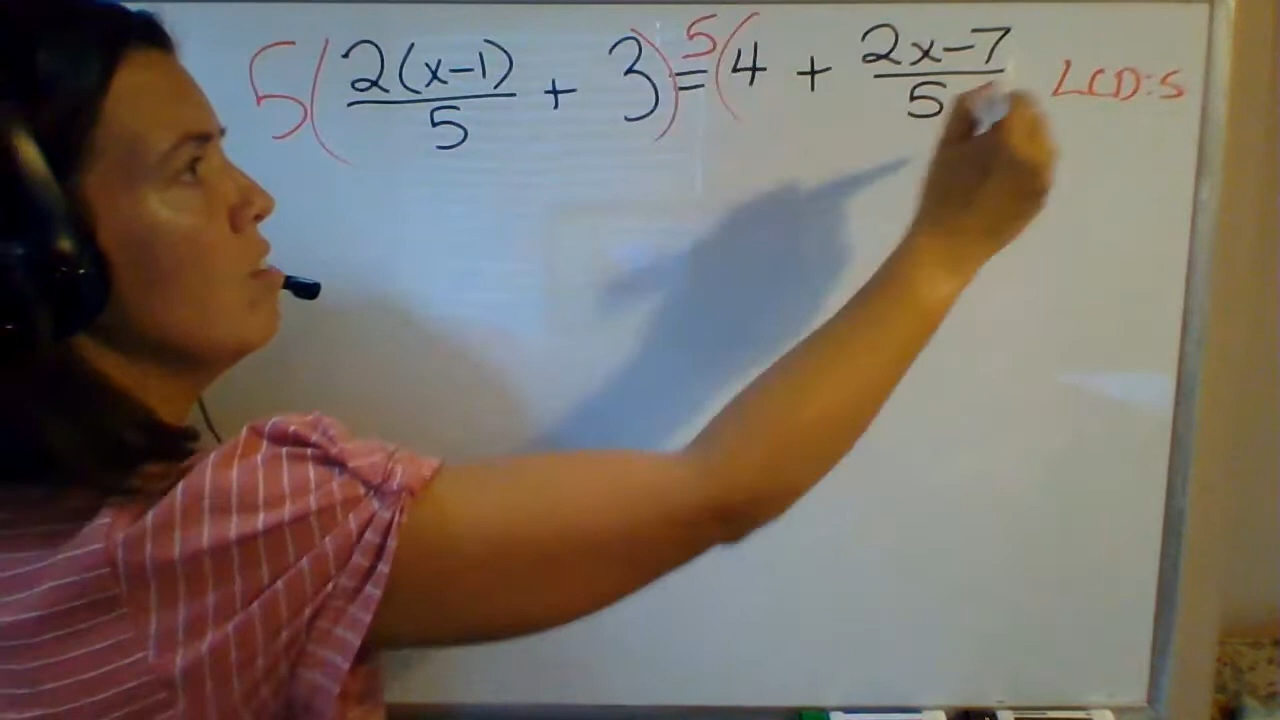 5(2(x-1)/5 + 3) = 5(4 + 2x-7/5 LCD:5